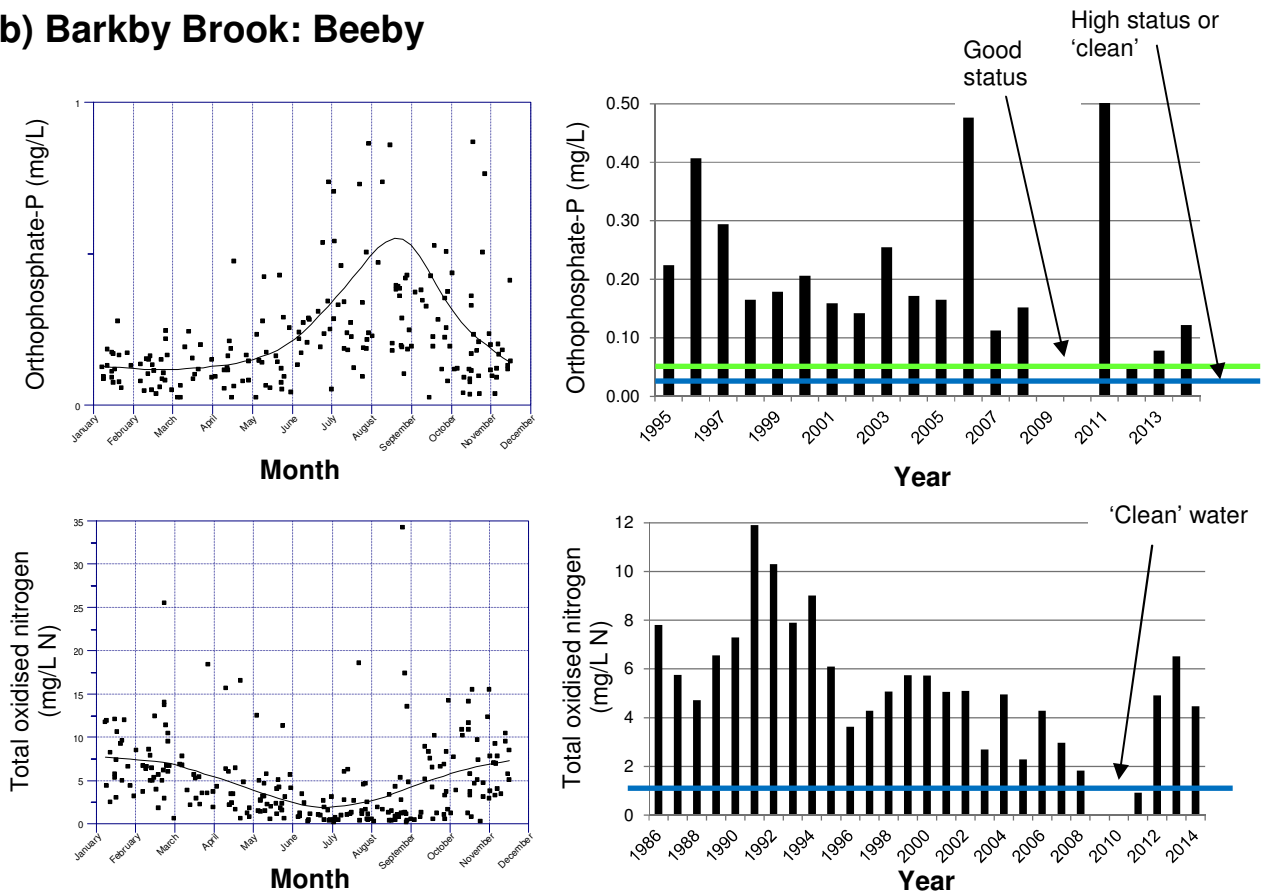 b) Barkby Brook: Beeby
High status or
‘clean’
Good
status
Orthophosphate-P (mg/L)
1
0
January
February
March
April
May
June
July
August
September
October
November
December
Month
Orthophosphate-P (mg/L)
0.50
0.40
0.30
0.20
0.10
0.00
1995
1997
1999
2001
2003
2005
2007
2009
2011
2013
Year
Total oxidised nitrogen
(mg/L N)
35
30
25
20
15
10
5
0
January
February
March
April
May
June
July
August
September
October
November
December
Month
‘Clean’ water
Total oxidised nitrogen
(mg/L N)
12
10
8
6
4
2
0
1986
1988
1990
1992
1994
1996
1998
2000
2002
2004
2006
2008
2010
2012
2014
Year